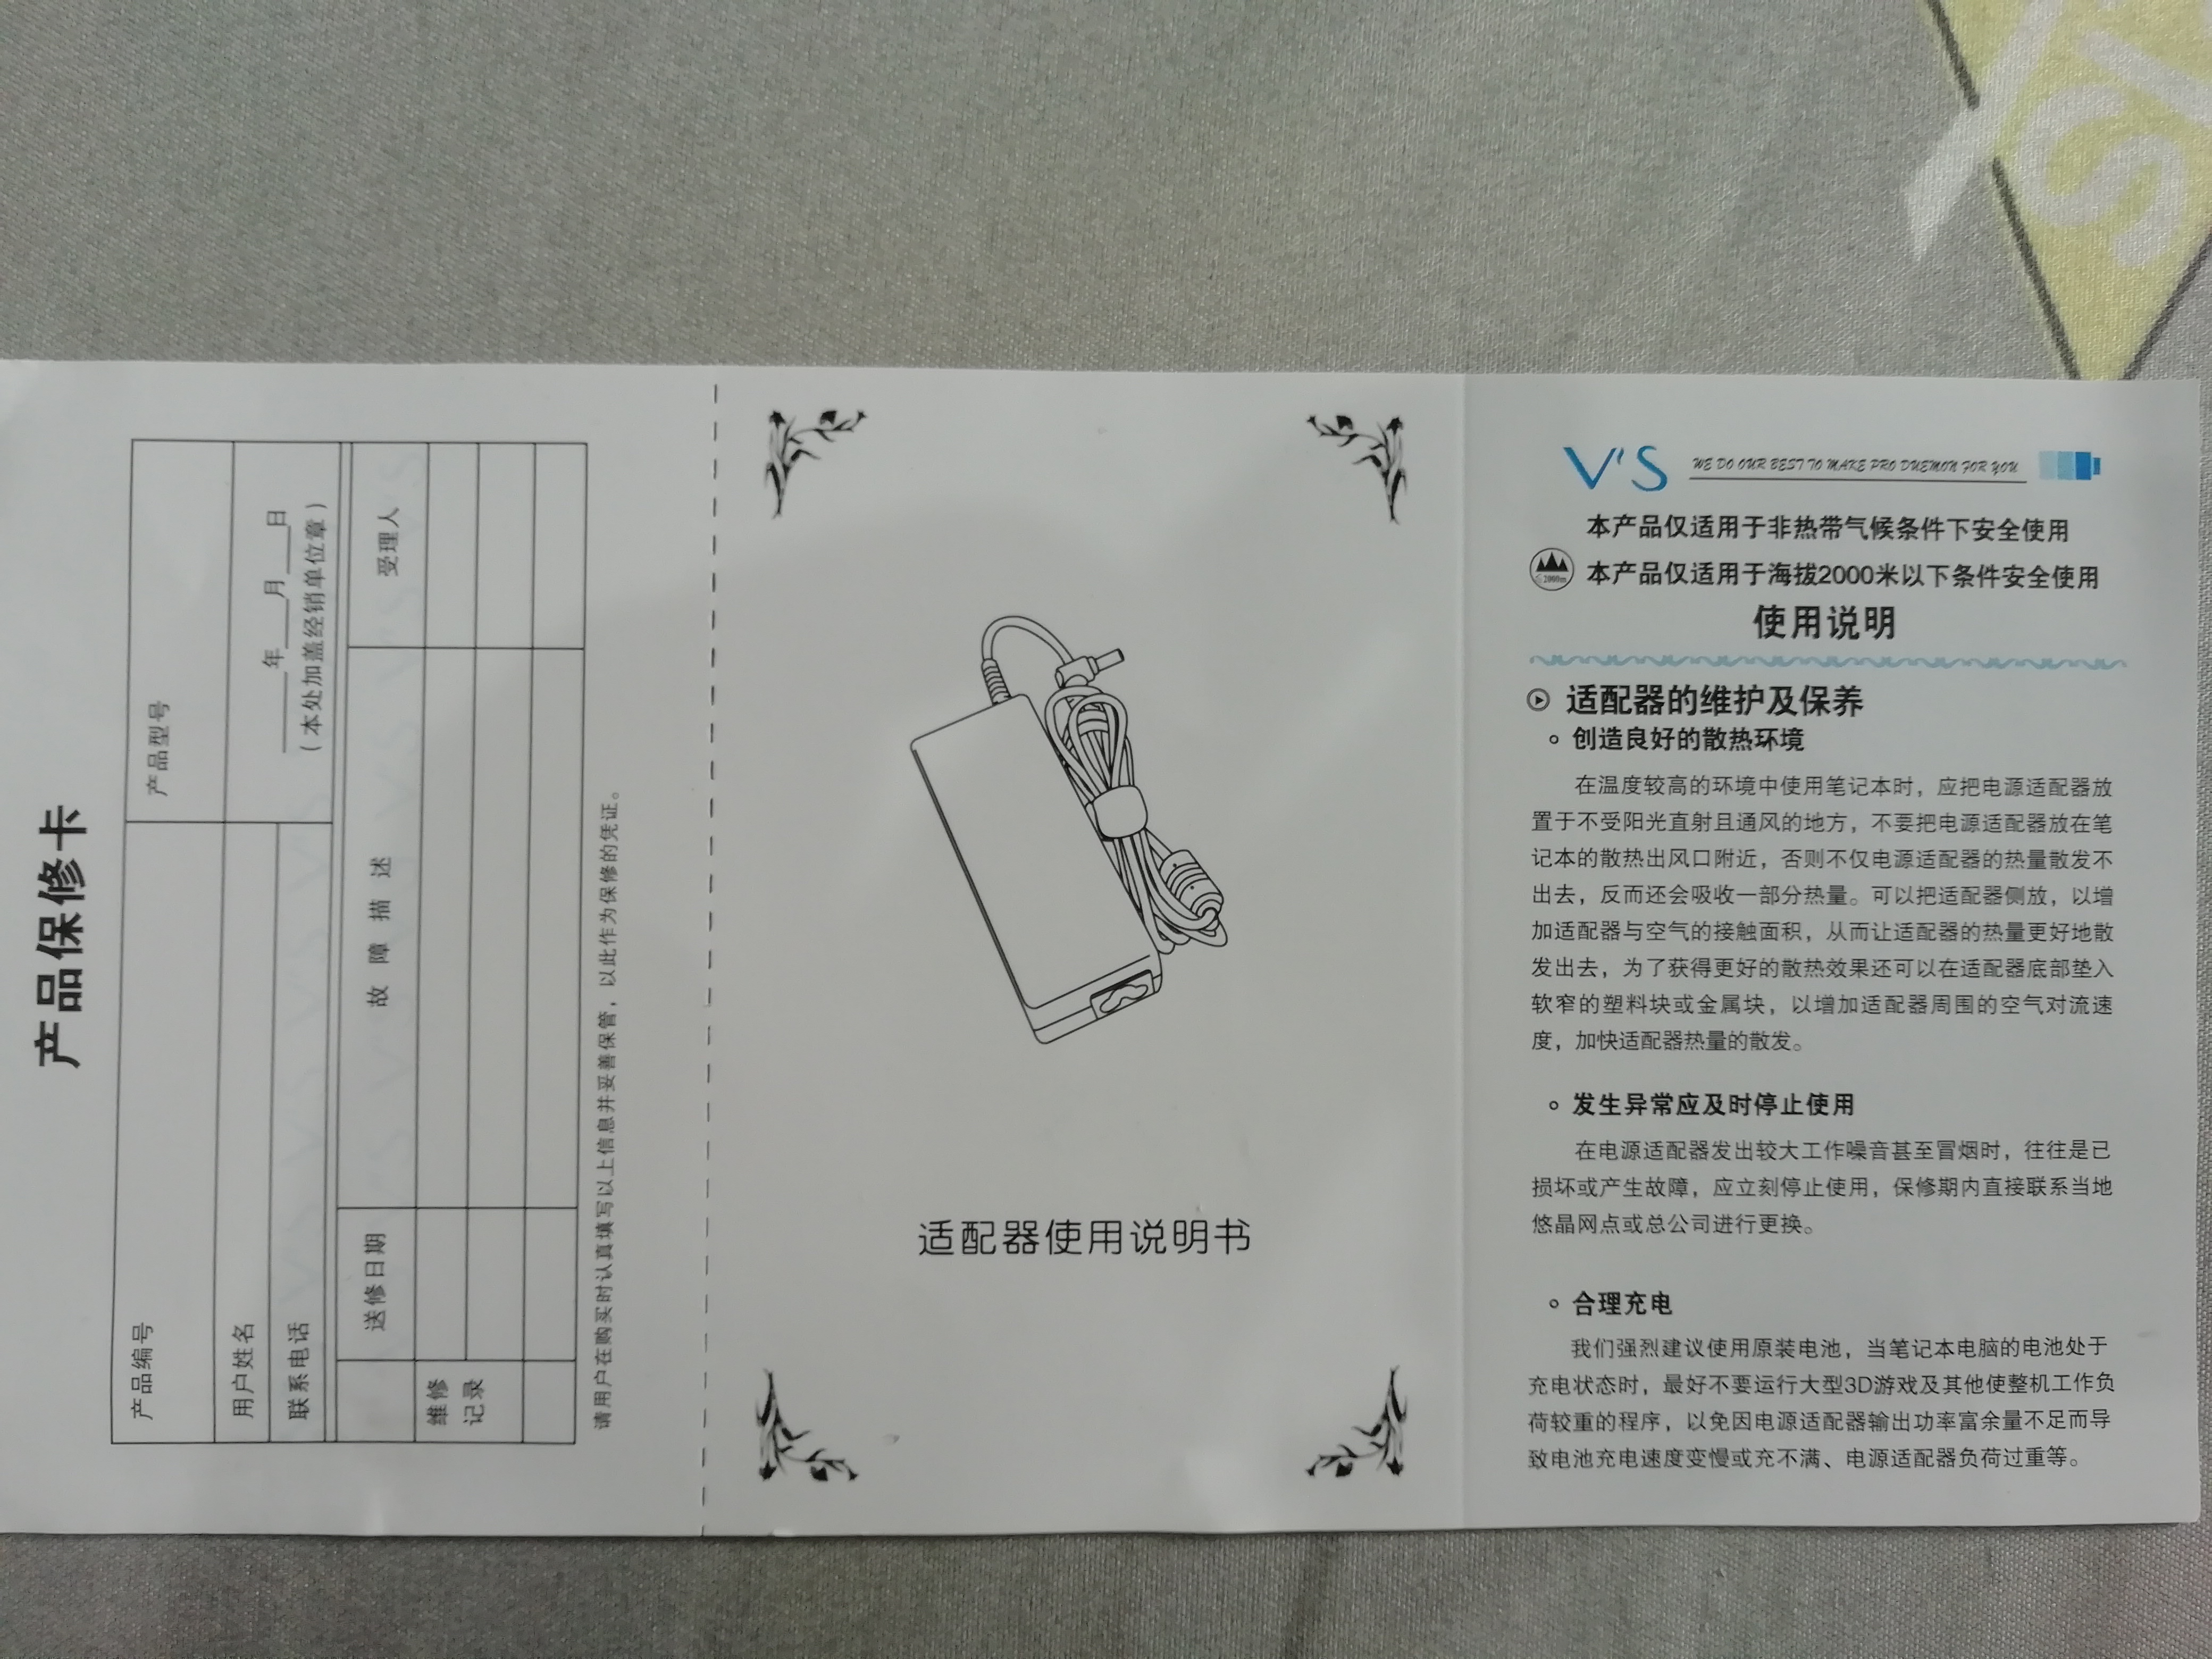 产品保修卡
产品编号
产品型号
用户姓名
联系电话
年 月 日
（本处加盖经销单位章）
送修日期
故障描述
受理人
维修
记录
请用户在购买时认真填写以上信息并妥善保管，以此作为保修的凭证。
适配器使用说明书
V'S WE DO OUR BEST TO MAKE PRO DUEMON FOR YOU
本产品仅适用于非热带气候条件下安全使用
本产品仅适用于海拔2000米以下条件安全使用
使用说明
适配器的维护及保养
创造良好的散热环境
在温度较高的环境中使用笔记本时，应把电源适配器放
置于不受阳光直射且通风的地方，不要把电源适配器放在笔
记本的散热出风口附近，否则不仅电源适配器的热量散发不
出去，反而还会吸收一部分热量。可以把适配器侧放，以增
加适配器与空气的接触面积，从而让适配器的热量更好地散
发出去，为了获得更好的散热效果还可以在适配器底部垫入
软窄的塑料块或金属块，以增加适配器周围的空气对流速
度，加快适配器热量的散发。
发生异常应及时停止使用
在电源适配器发出较大工作噪音甚至冒烟时，往往是已
损坏或产生故障，应立刻停止使用，保修期内直接联系当地
悠晶网点或总公司进行更换。
合理充电
我们强烈建议使用原装电池，当笔记本电脑的电池处于
充电状态时，最好不要运行大型3D游戏及其他使整机工作负
荷较重的程序，以免因电源适配器输出功率富余量不足而导
致电池充电速度变慢或充不满、电源适配器负荷过重等。